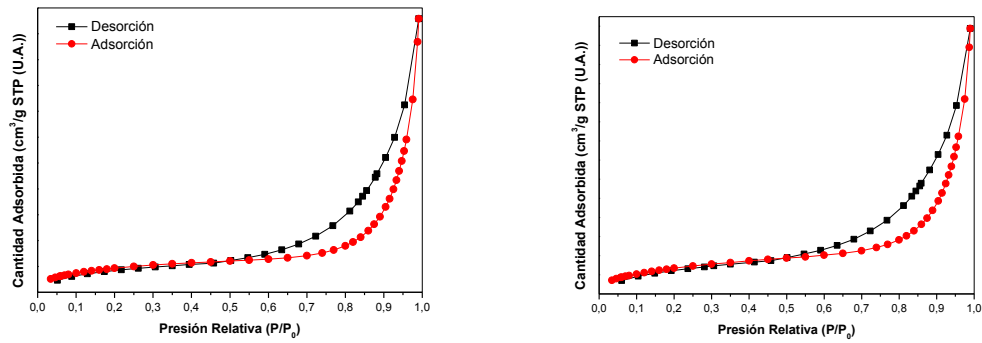 Cantidad Adsorbida (cm³/g STP (U.A.))
Desorción
Adsorción
0,0 0,1 0,2 0,3 0,4 0,5 0,6 0,7 0,8 0,9 1,0
Presión Relativa (P/P₀)
Cantidad Adsorbida (cm³/g STP (U.A.))
Desorción
Adsorción
0,0 0,1 0,2 0,3 0,4 0,5 0,6 0,7 0,8 0,9 1,0
Presión Relativa (P/P₀)